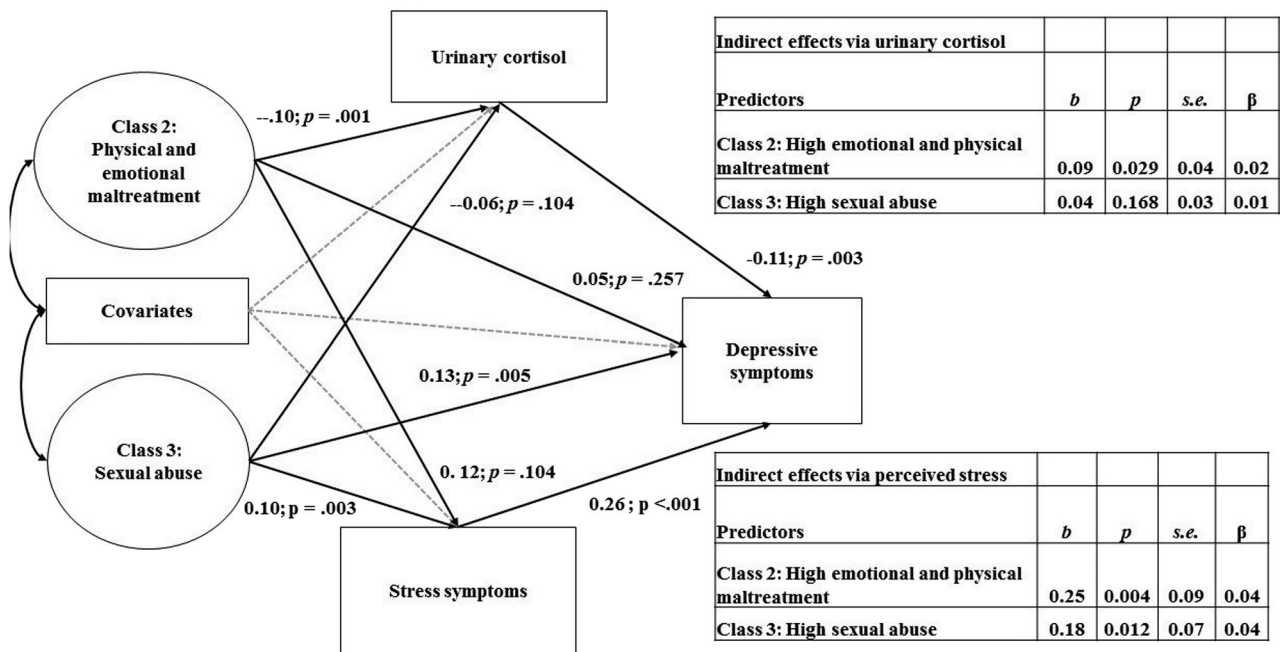 Urinary cortisol
Class 2:
Physical and
emotional
maltreatment
--.10; p = .001
--0.06; p = .104
-0.11; p = .003
0.05; p = .257
Covariates
Depressive
symptoms
0.13; p = .005
Class 3:
Sexual abuse
0. 12; p = .104
0.10; p = .003
0.26 ; p <.001
Stress symptoms
Indirect effects via urinary cortisol
Predictors b p s.e. β
Class 2: High emotional and physical
maltreatment 0.09 0.029 0.04 0.02
Class 3: High sexual abuse 0.04 0.168 0.03 0.01
Indirect effects via perceived stress
Predictors b p s.e. β
Class 2: High emotional and physical
maltreatment 0.25 0.004 0.09 0.04
Class 3: High sexual abuse 0.18 0.012 0.07 0.04